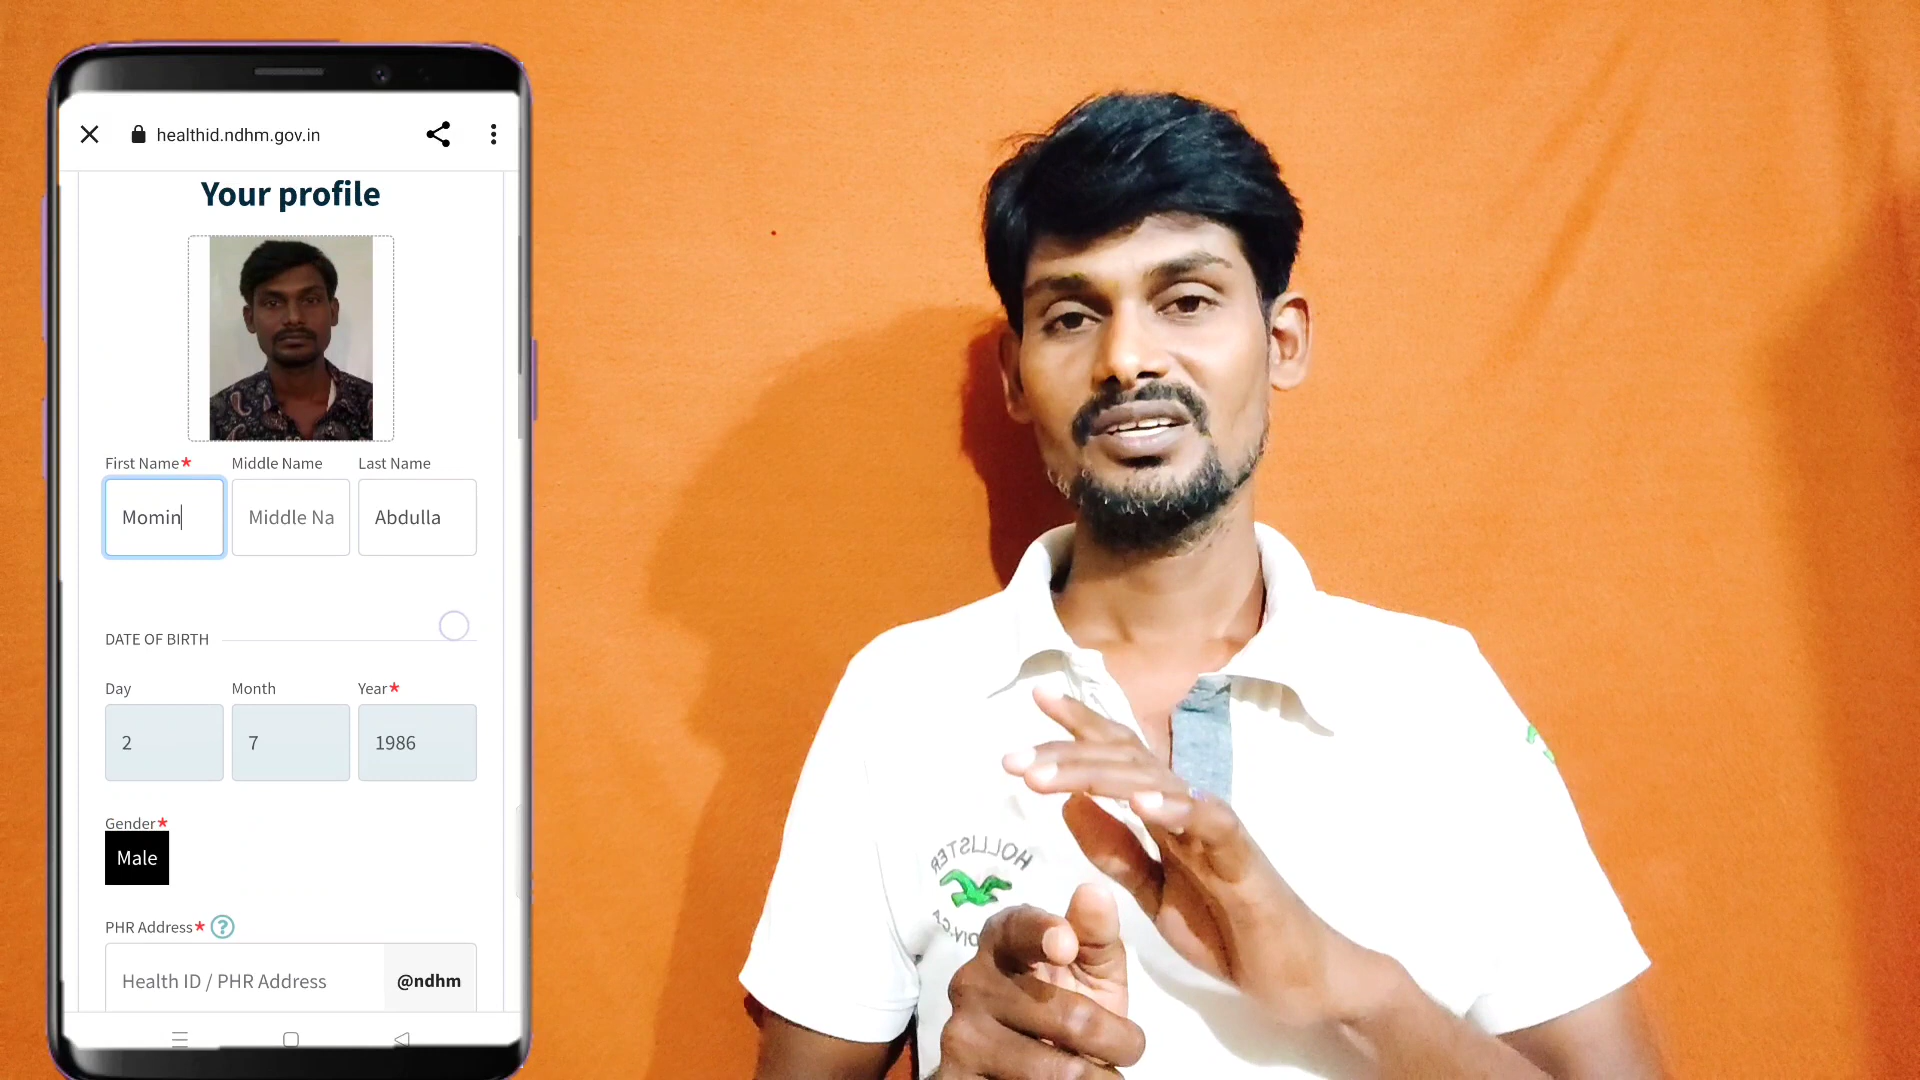 healthid.ndhm.gov.in
Your profile
First Name* Middle Name Last Name
Momin Middle Na Abdulla
DATE OF BIRTH
Day Month Year*
2 7 1986
Gender*
Male
PHR Address* ?
Health ID / PHR Address @ndhm
HOLLISTER